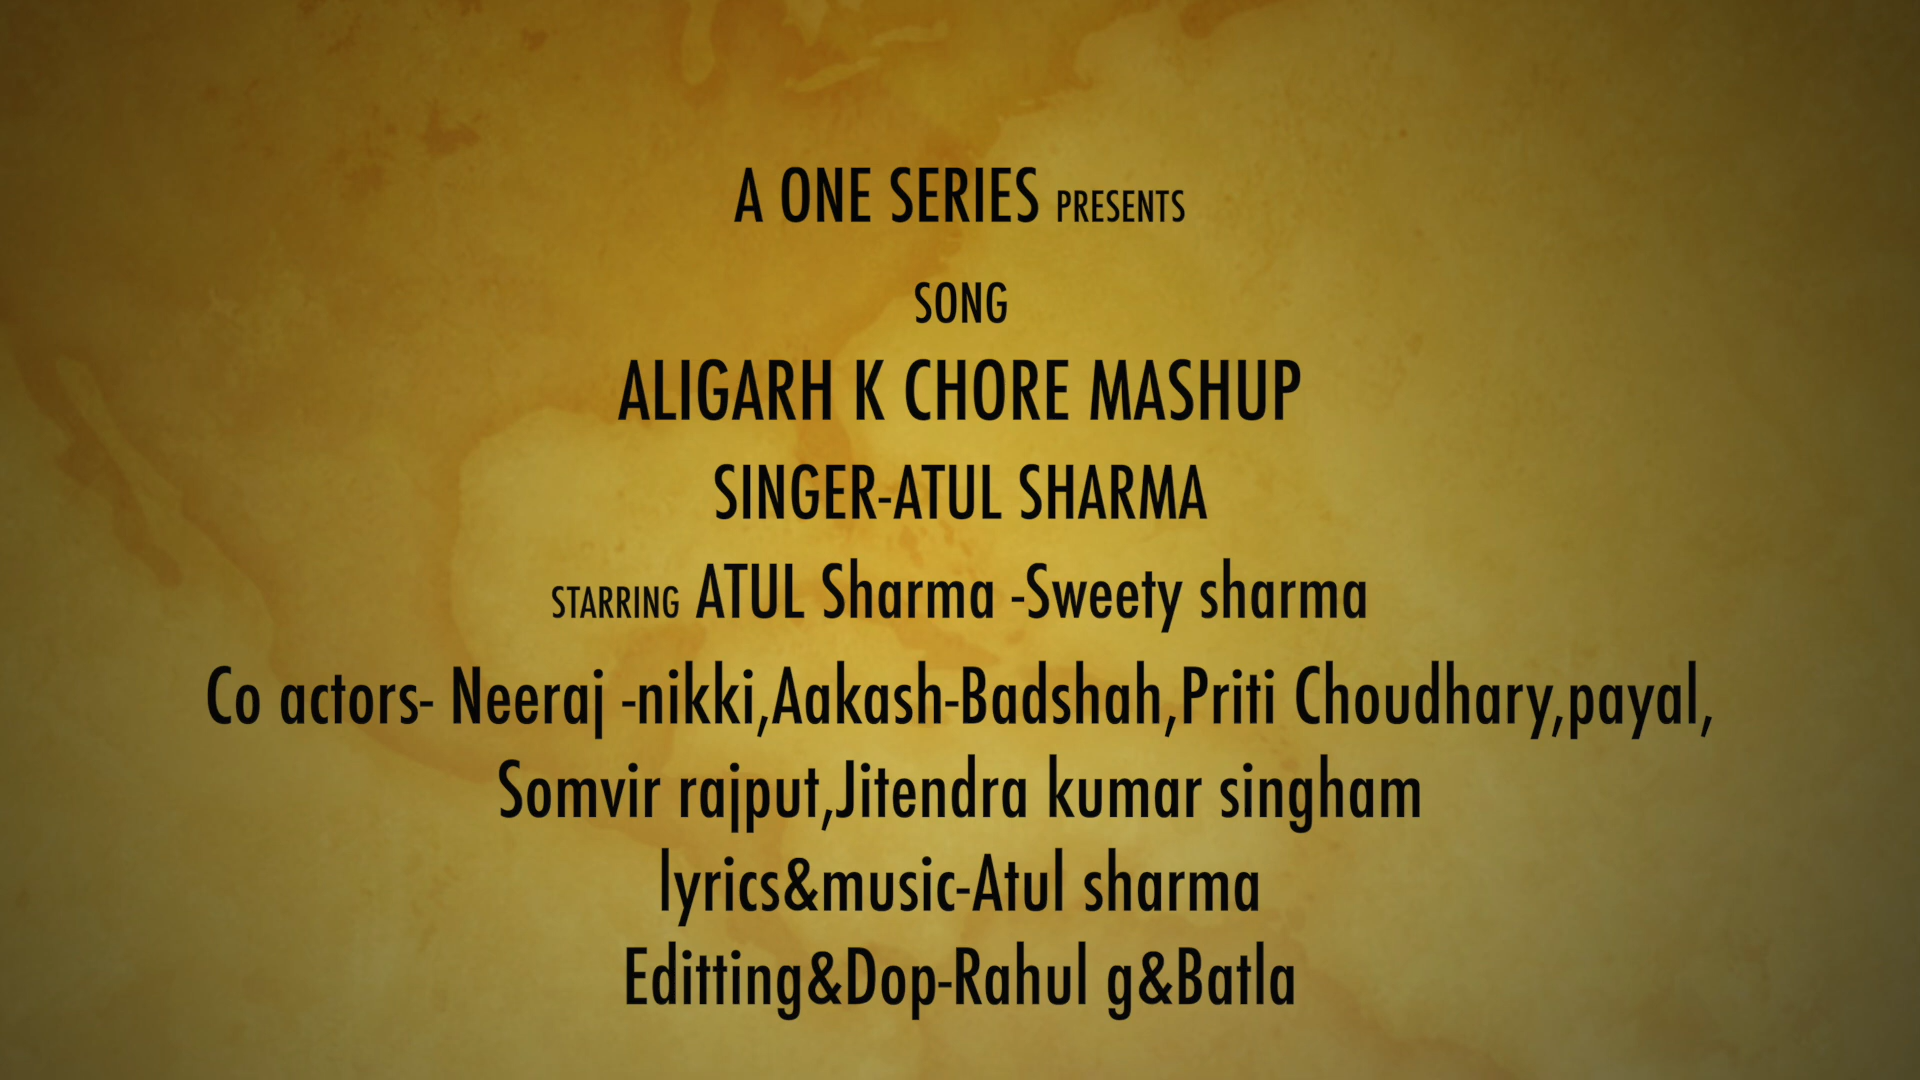 A ONE SERIES PRESENTS
SONG
ALIGARH K CHORE MASHUP
SINGER-ATUL SHARMA
STARRING ATUL Sharma -Sweety sharma
Co actors- Neeraj -nikki,Aakash-Badshah,Priti Choudhary,payal,
Somvir rajput,Jitendra kumar singham
lyrics&music-Atul sharma
Editting&Dop-Rahul g&Batla